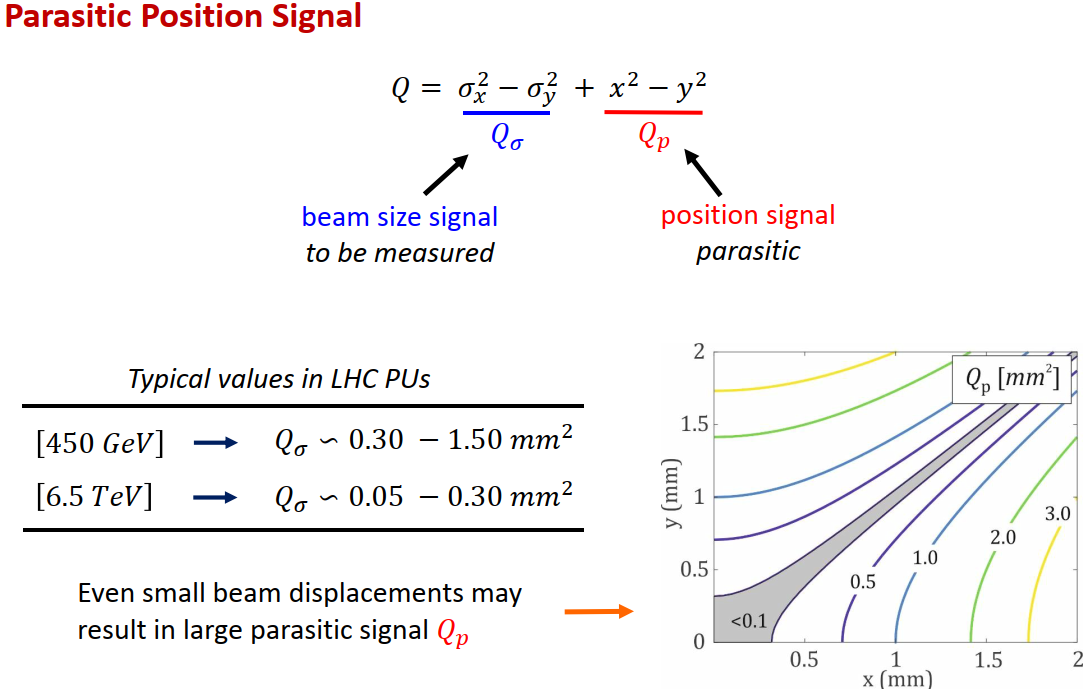 Parasitic Position Signal
Q = σ_x^2 − σ_y^2 + x^2 − y^2
Q_σ Q_p
beam size signal
to be measured
position signal
parasitic
Typical values in LHC PUs
[450 GeV] → Q_σ ∽ 0.30 − 1.50 mm^2
[6.5 TeV] → Q_σ ∽ 0.05 − 0.30 mm^2
Even small beam displacements may
result in large parasitic signal Q_p
Q_p [mm^2]
2
1.5
1
0.5
0
y (mm)
3.0
2.0
1.0
0.5
<0.1
0.5 1 1.5 2
x (mm)